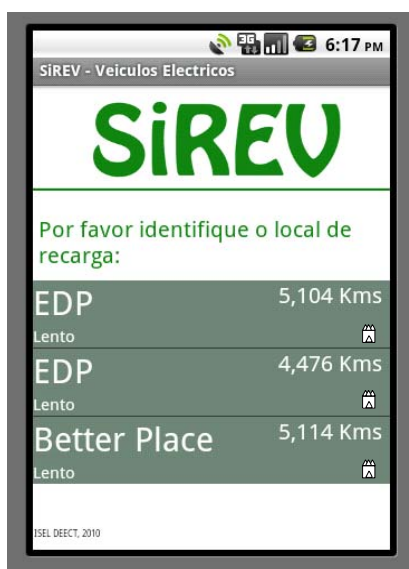 3G 6:17 PM
SiREV - Veiculos Electricos
SiREV
Por favor identifique o local de
recarga:
EDP 5,104 Kms
Lento
EDP 4,476 Kms
Lento
Better Place 5,114 Kms
Lento
ISEL DEECT, 2010